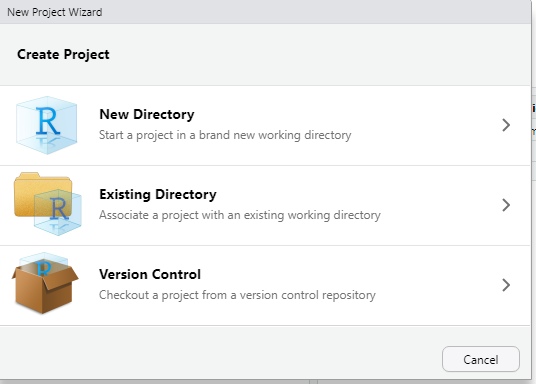 New Project Wizard
Create Project
New Directory
Start a project in a brand new working directory
Existing Directory
Associate a project with an existing working directory
Version Control
Checkout a project from a version control repository
Cancel